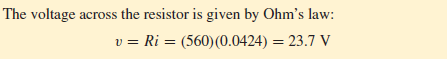 The voltage across the resistor is given by Ohm's law:
v = Ri = (560)(0.0424) = 23.7 V